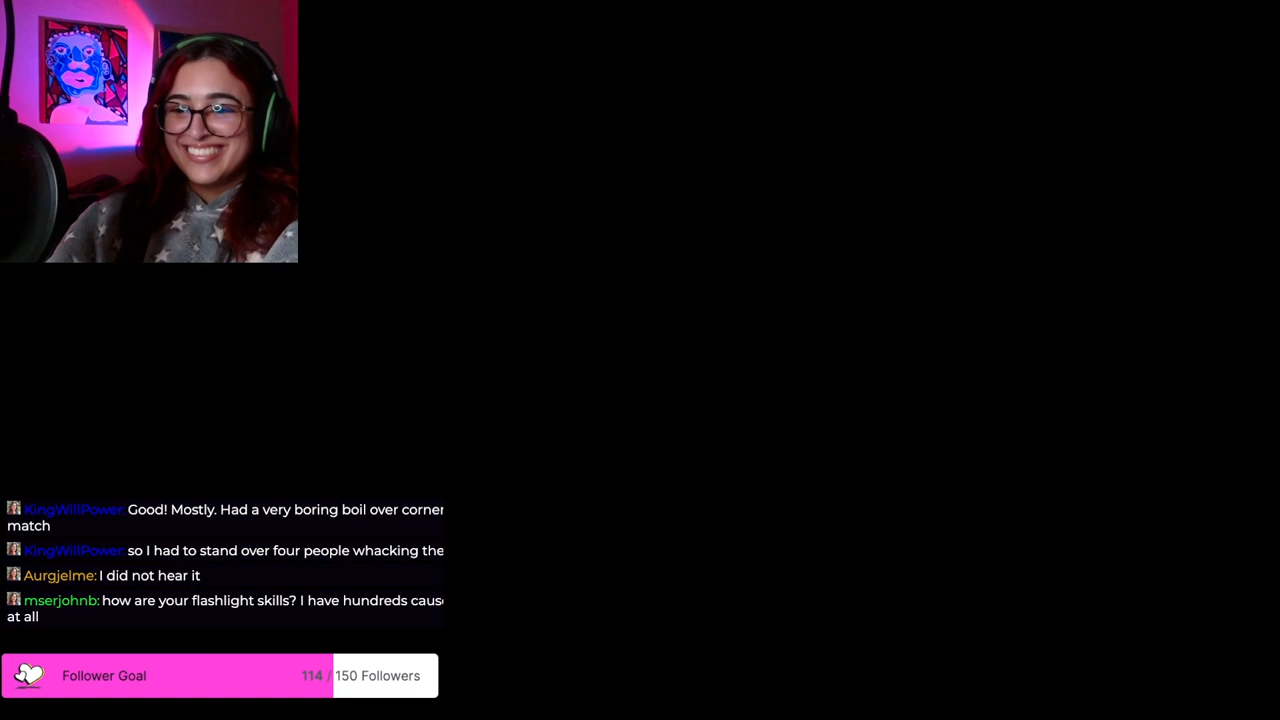 KingWillPower: Good! Mostly. Had a very boring boil over corner
match
KingWillPower: so I had to stand over four people whacking the
Aurgjelme: I did not hear it
mserjohnb: how are your flashlight skills? I have hundreds cause
at all
Follower Goal 114 / 150 Followers